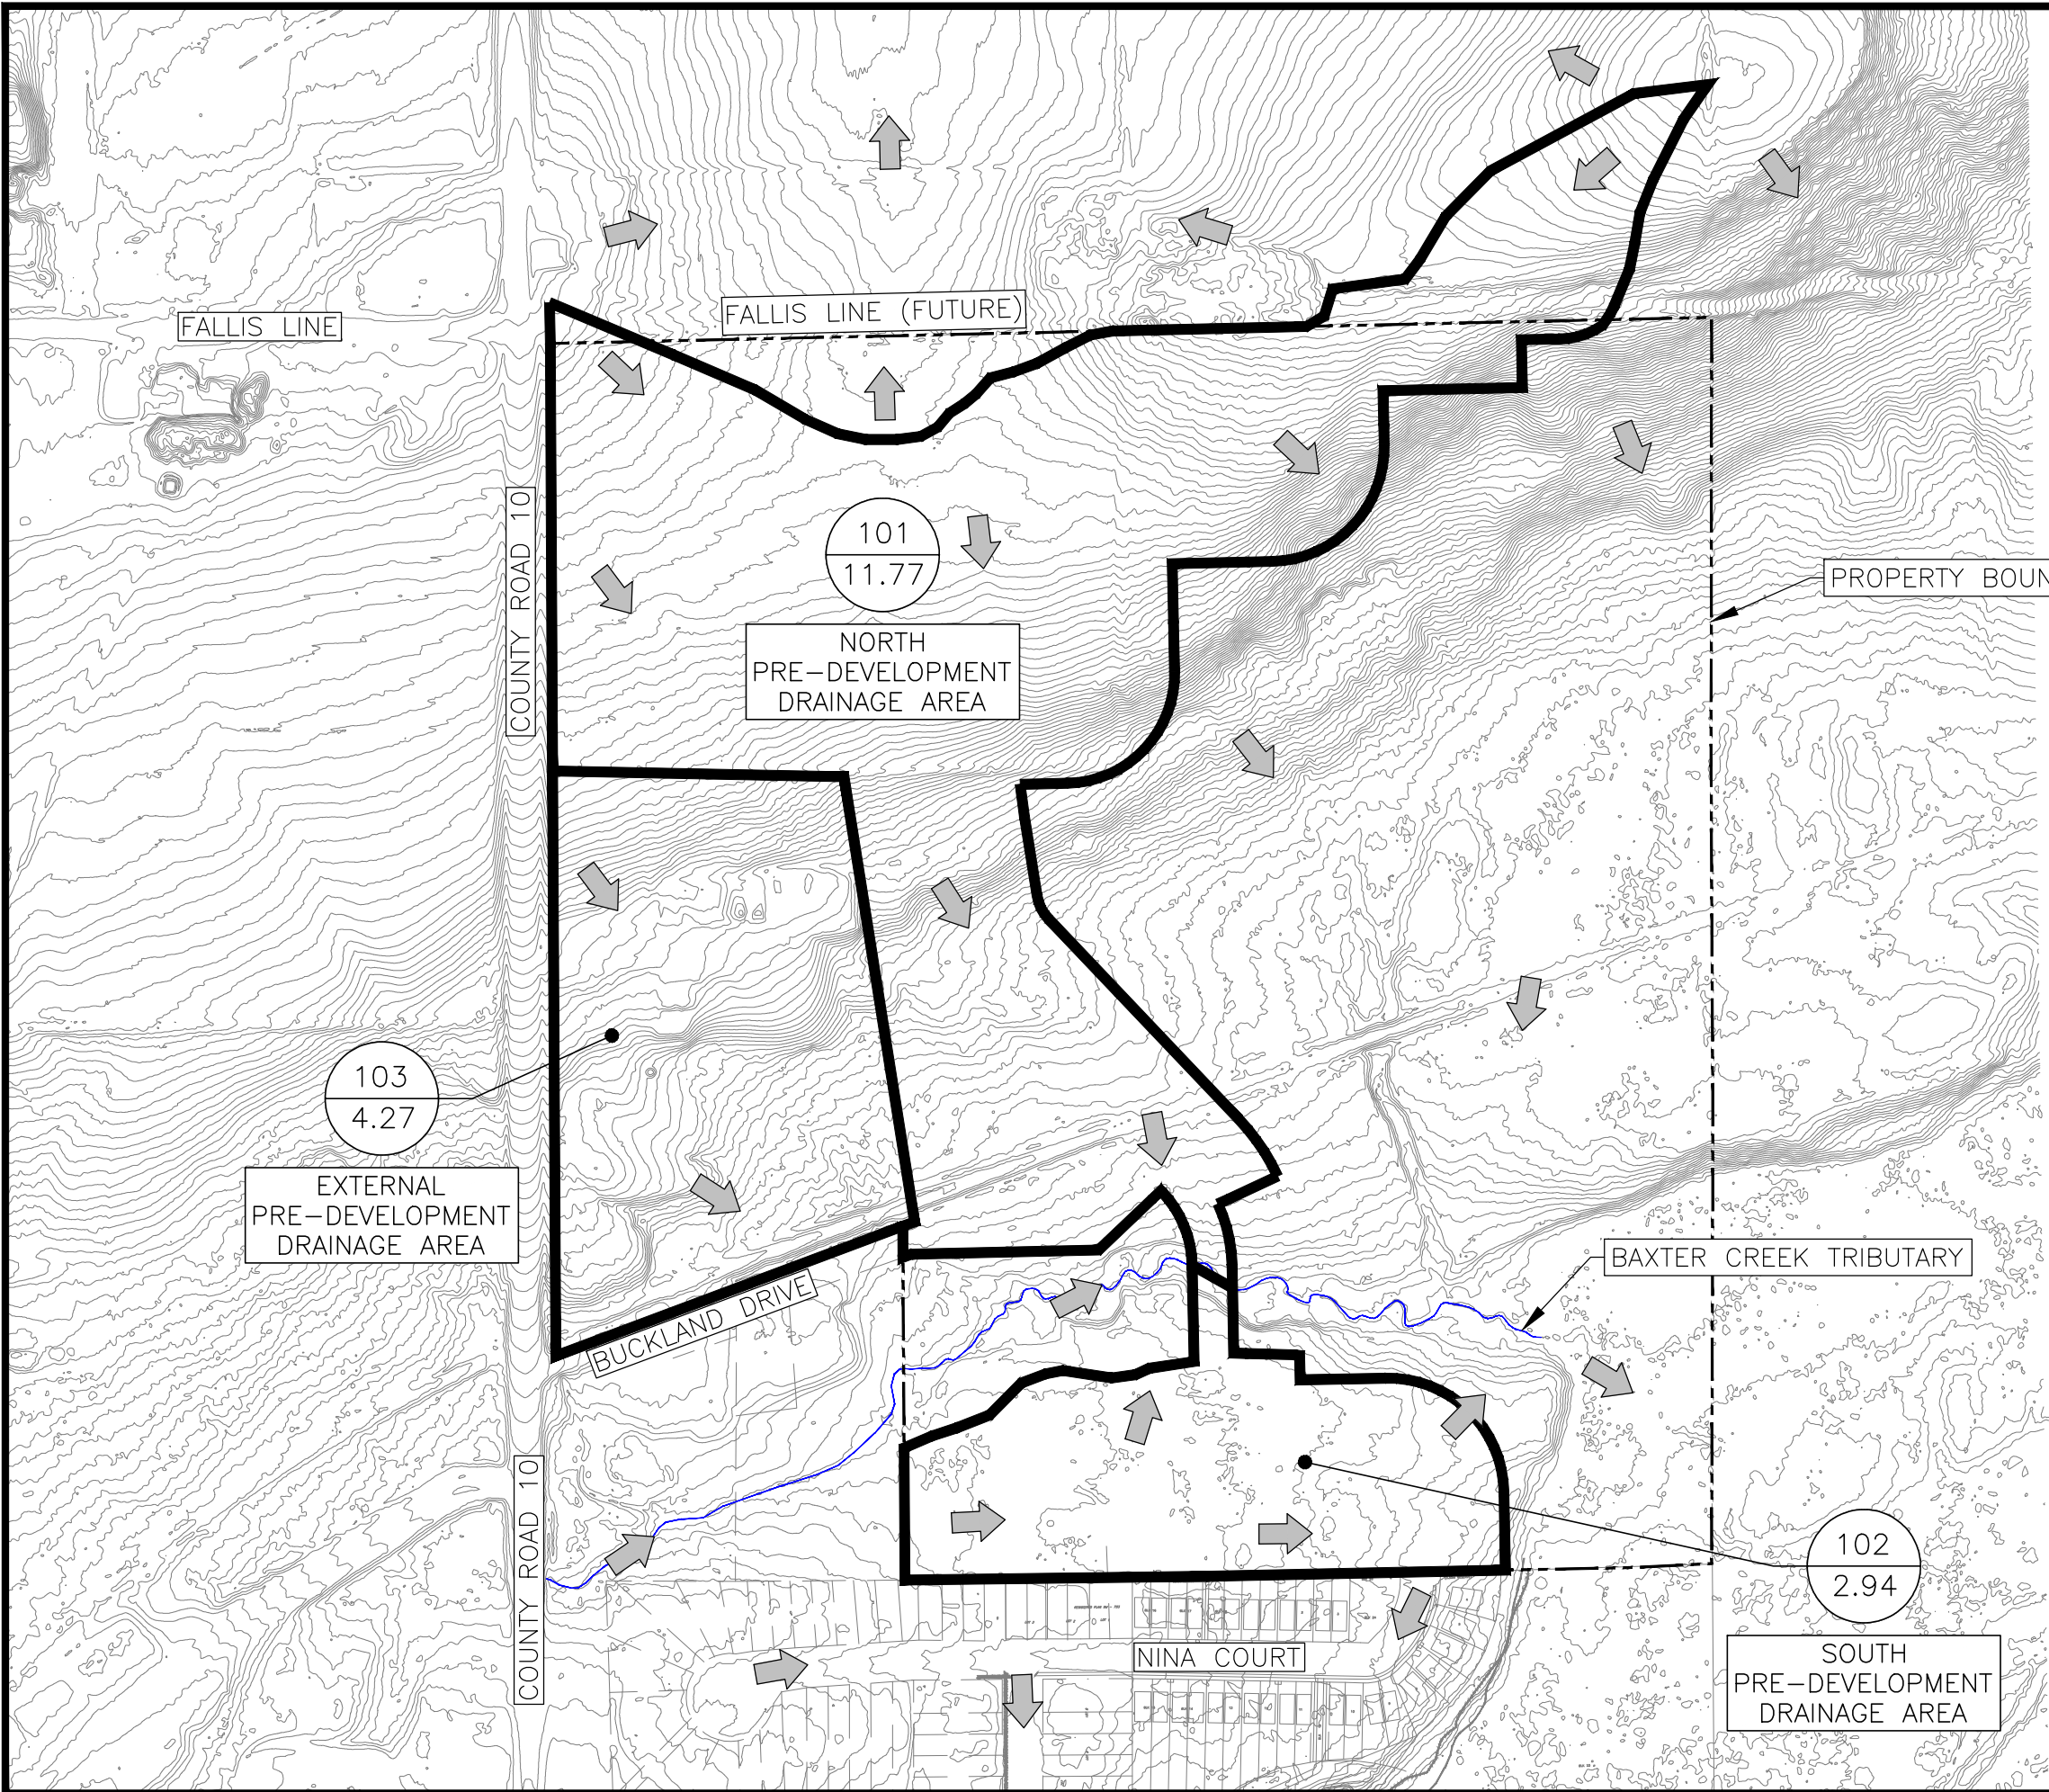 FALLIS LINE
FALLIS LINE (FUTURE)
COUNTY ROAD 10
101
11.77
NORTH
PRE-DEVELOPMENT
DRAINAGE AREA
PROPERTY BOUN
103
4.27
EXTERNAL
PRE-DEVELOPMENT
DRAINAGE AREA
BUCKLAND DRIVE
BAXTER CREEK TRIBUTARY
COUNTY ROAD 10
102
2.94
SOUTH
PRE-DEVELOPMENT
DRAINAGE AREA
NINA COURT